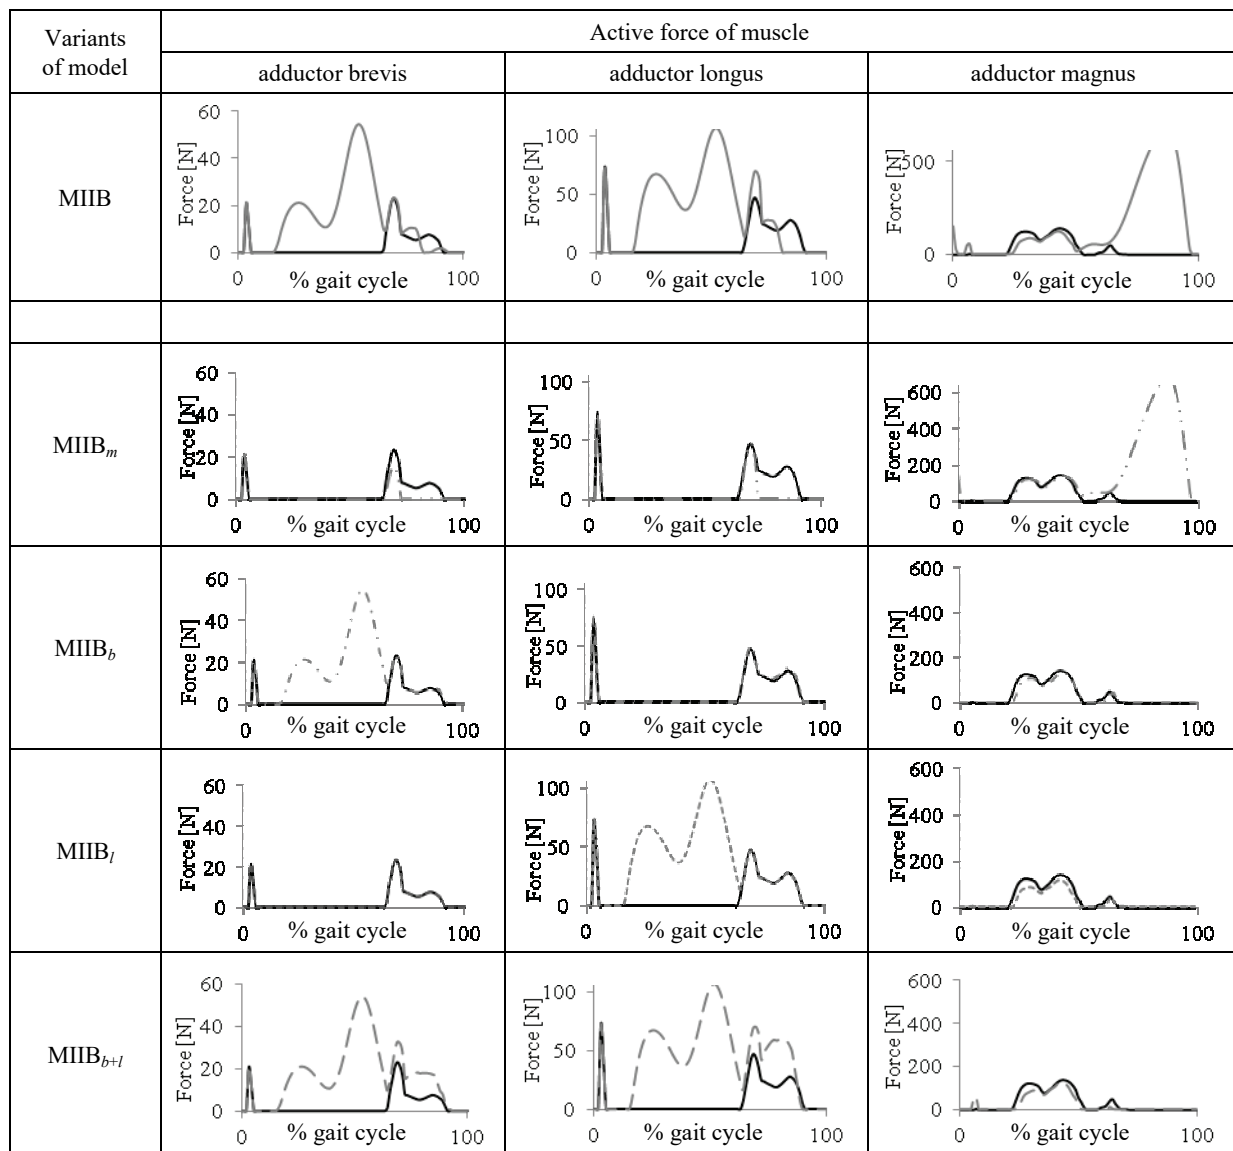 Variants
of model
Active force of muscle
adductor brevis
adductor longus
adductor magnus
MIIB
60
40
20
0
Force [N]
0
% gait cycle
100
100
50
0
Force [N]
0
% gait cycle
100
500
0
Force [N]
0
% gait cycle
100
MIIBm
60
40
20
0
Force [N]
0
% gait cycle
100
100
50
0
Force [N]
0
% gait cycle
100
600
400
200
0
Force [N]
0
% gait cycle
100
MIIBb
60
40
20
0
Force [N]
0
% gait cycle
100
100
50
0
Force [N]
0
% gait cycle
100
600
400
200
0
Force [N]
0
% gait cycle
100
MIIBl
60
40
20
0
Force [N]
0
% gait cycle
100
100
50
0
Force [N]
0
% gait cycle
100
600
400
200
0
Force [N]
0
% gait cycle
100
MIIBb+l
60
40
20
0
Force [N]
0
% gait cycle
100
100
50
0
Force [N]
0
% gait cycle
100
600
400
200
0
Force [N]
0
% gait cycle
100